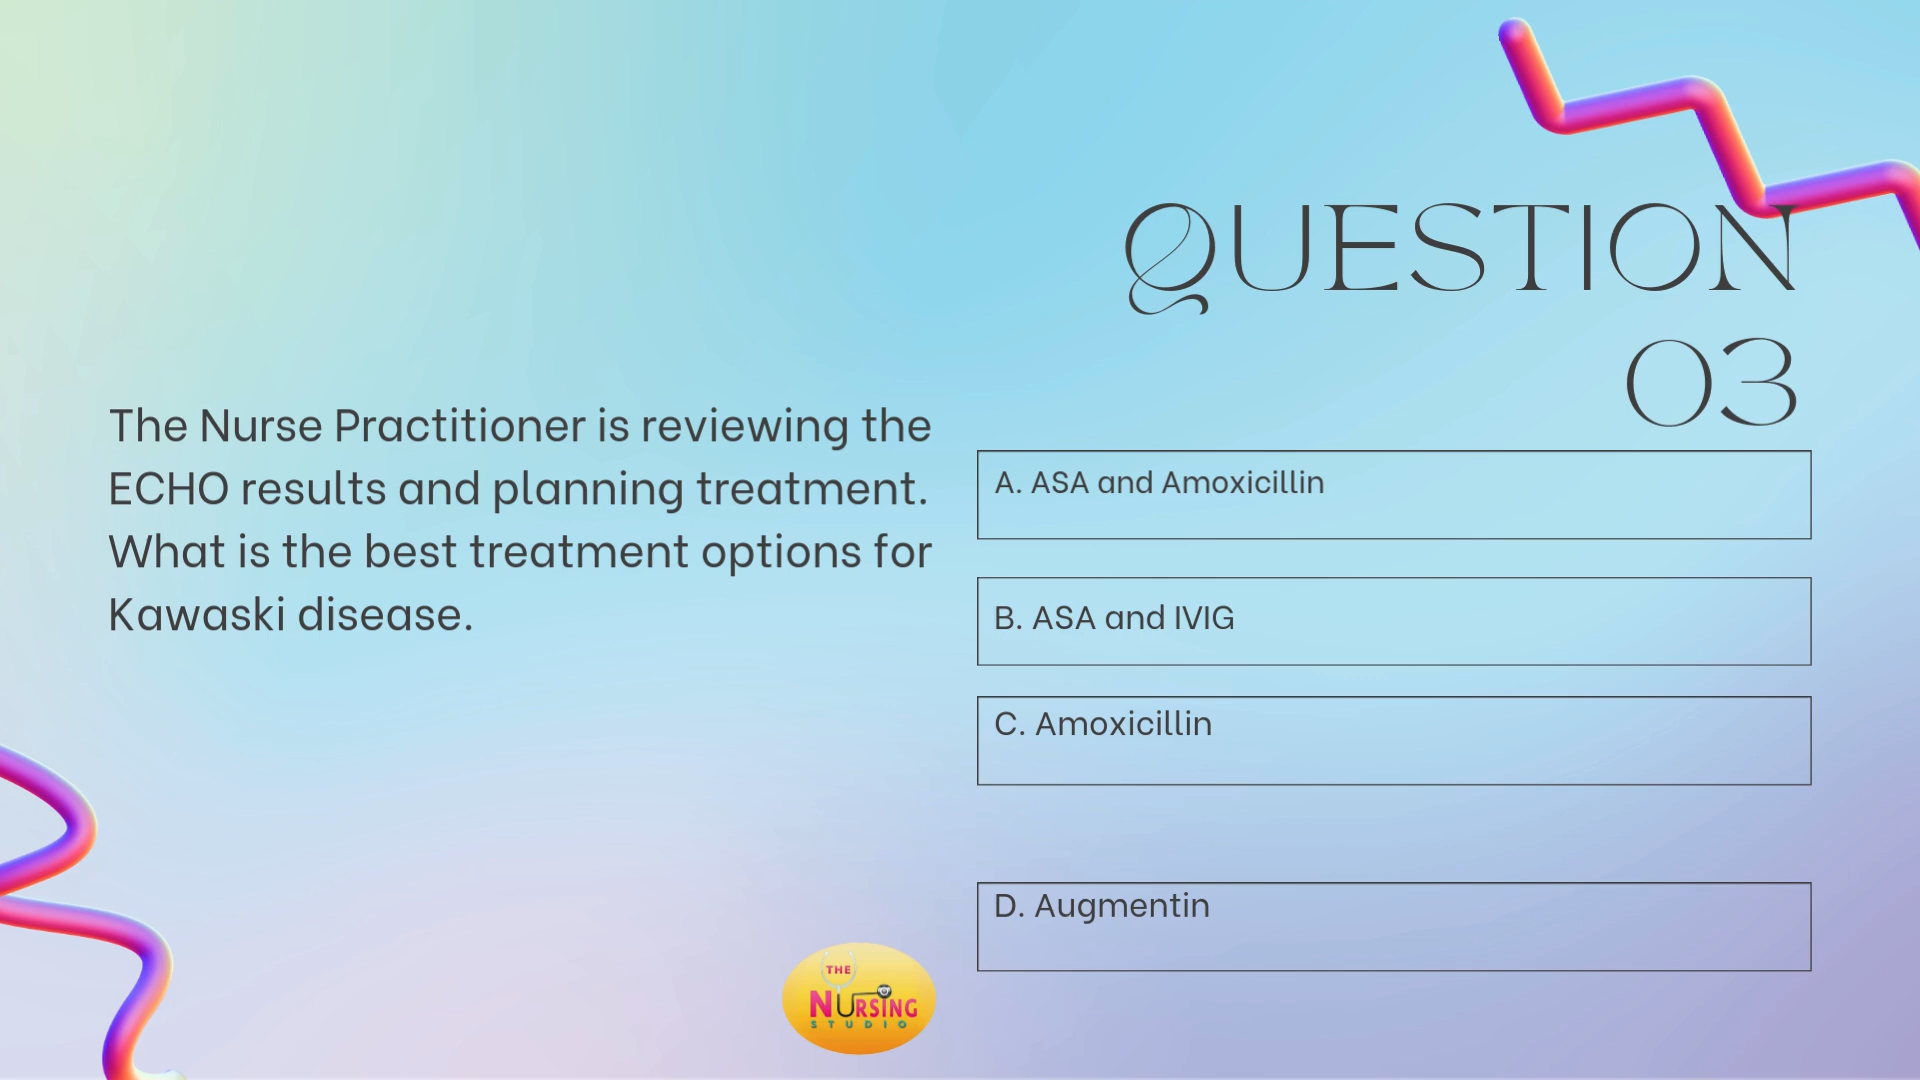 QUESTION
03
The Nurse Practitioner is reviewing the
ECHO results and planning treatment.
What is the best treatment options for
Kawaski disease.
A. ASA and Amoxicillin
B. ASA and IVIG
C. Amoxicillin
D. Augmentin
THE
NURSING
STUDIO